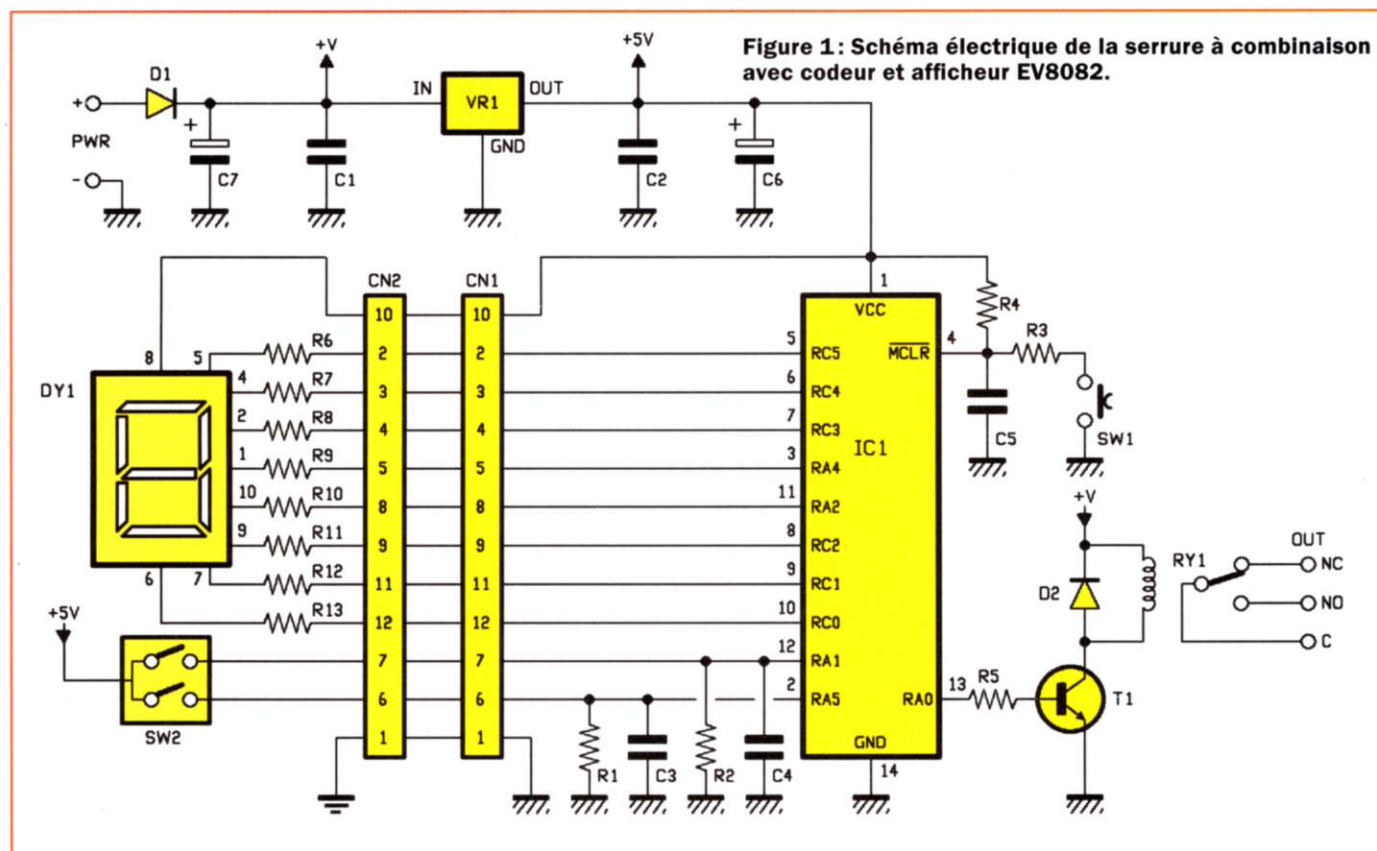 Figure 1: Schéma électrique de la serrure à combinaison
avec codeur et afficheur EV8082.
+V
+5V
D1
IN
VR1
OUT
GND
+
PWR
-
+
C7
C1
C2
+
C6
CN2
CN1
1
VCC
R4
10
10
R6
2
2
5
RC5
MCLR
4
R3
8
5
DY1
4
R7
3
3
6
RC4
2
R8
4
4
7
RC3
IC1
C5
SW1
1
R9
5
5
3
RA4
10
R10
8
8
11
RA2
+V
9
R11
9
9
8
RC2
OUT
6
7
R12
11
11
9
RC1
D2
RY1
NC
NO
C
R13
12
12
10
RC0
+5V
7
7
12
RA1
6
6
2
RA5
RA0
13
R5
T1
SW2
1
1
GND
14
R1
C3
R2
C4